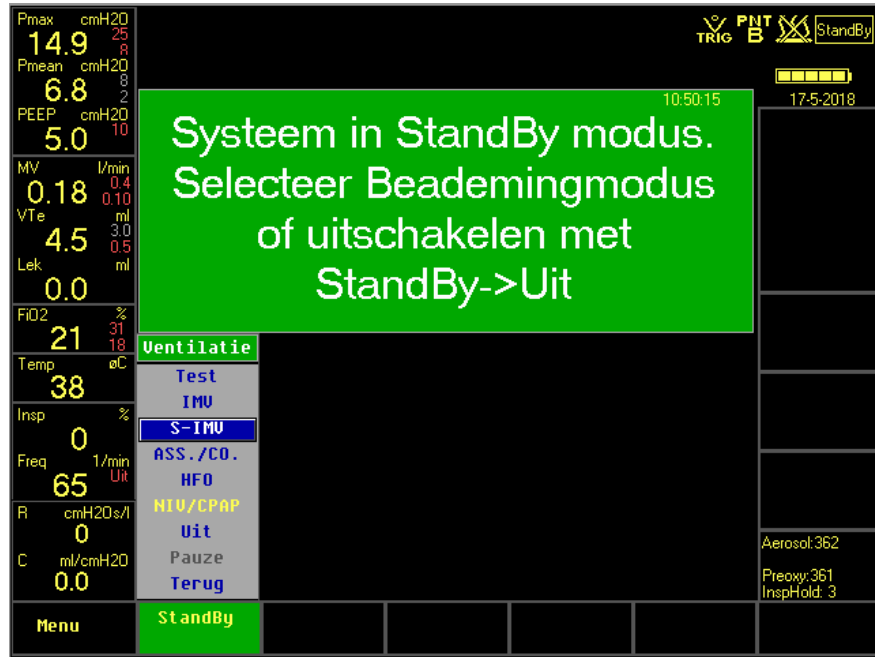 Pmax cmH2O
14.9 25
8
Pmean cmH2O
6.8 8
2
PEEP cmH2O
5.0 10
MV l/min
0.18 0.4
0.10
VTe ml
4.5 3.0
0.5
Lek ml
0.0
FiO2 %
21 31
18
Temp øC
38
Insp %
0
Freq 1/min
65 Uit
R cmH2Os/l
0
C ml/cmH2O
0.0
Menu
TRIG
PNT
B
StandBy
10:50:15 17-5-2018
Systeem in StandBy modus.
Selecteer Beademingmodus
of uitschakelen met
StandBy->Uit
Ventilatie
Test
IMV
S-IMV
ASS./CO.
HFO
NIV/CPAP
Uit
Pauze
Terug
StandBy
Aerosol:362
Preoxy:361
InspHold: 3